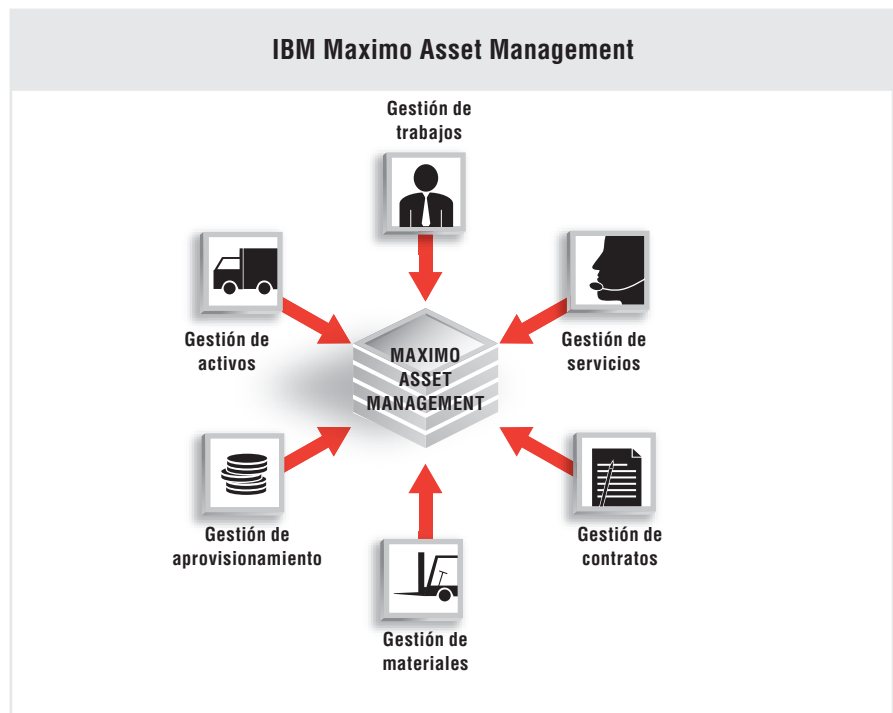 IBM Maximo Asset Management
Gestión de
trabajos
Gestión de
activos
Gestión de
servicios
MAXIMO
ASSET
MANAGEMENT
Gestión de
aprovisionamiento
Gestión de
contratos
Gestión de
materiales